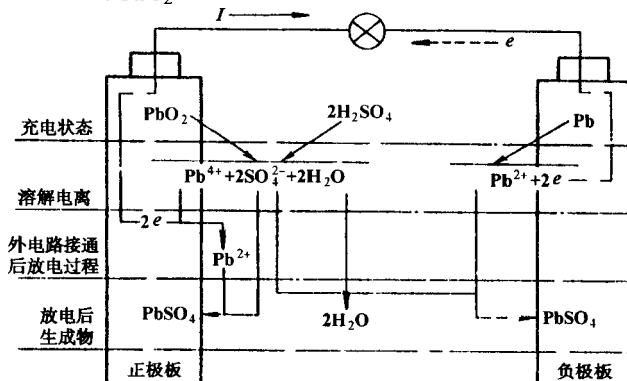 I
e
PbO₂
2H₂SO₄
Pb
充电状态
Pb⁴⁺+2SO₄²⁻+2H₂O
Pb²⁺+2e
溶解电离
2e
外电路接通
后放电过程
Pb²⁺
放电后
生成物
PbSO₄
2H₂O
PbSO₄
正极板
负极板